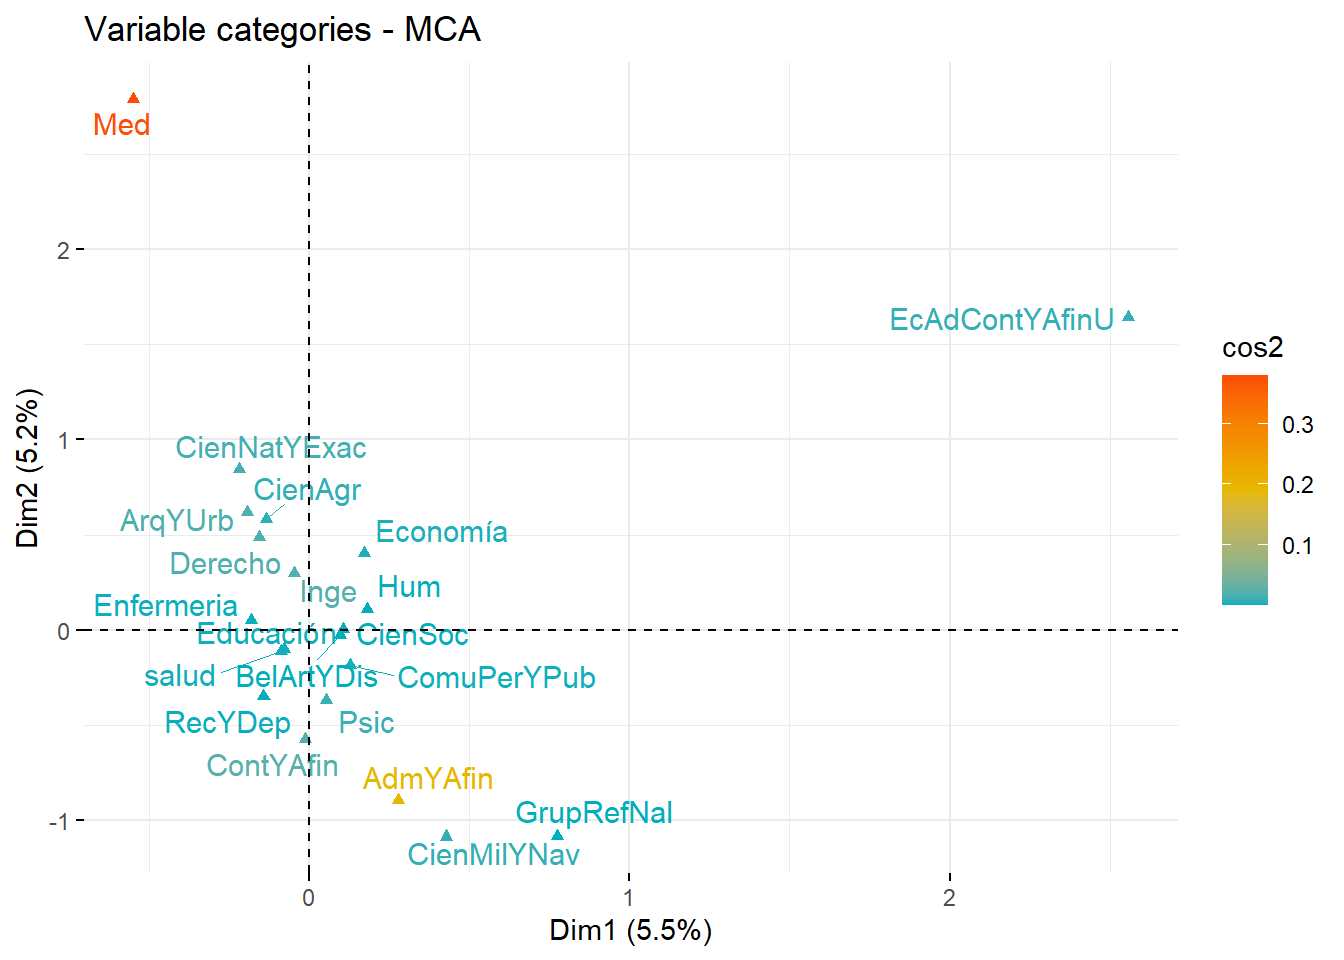 Variable categories - MCA
Med
EcAdContYAfinU
CienNatYExac
CienAgr
ArqYUrb
Economía
Derecho
Inge
Hum
Enfermeria
Educación
CienSoc
salud
BelArtYDis
ComuPerYPub
RecYDep
Psic
ContYAfin
AdmYAfin
GrupRefNal
CienMilYNav
2
1
0
-1
Dim2 (5.2%)
0
1
2
Dim1 (5.5%)
cos2
0.3
0.2
0.1